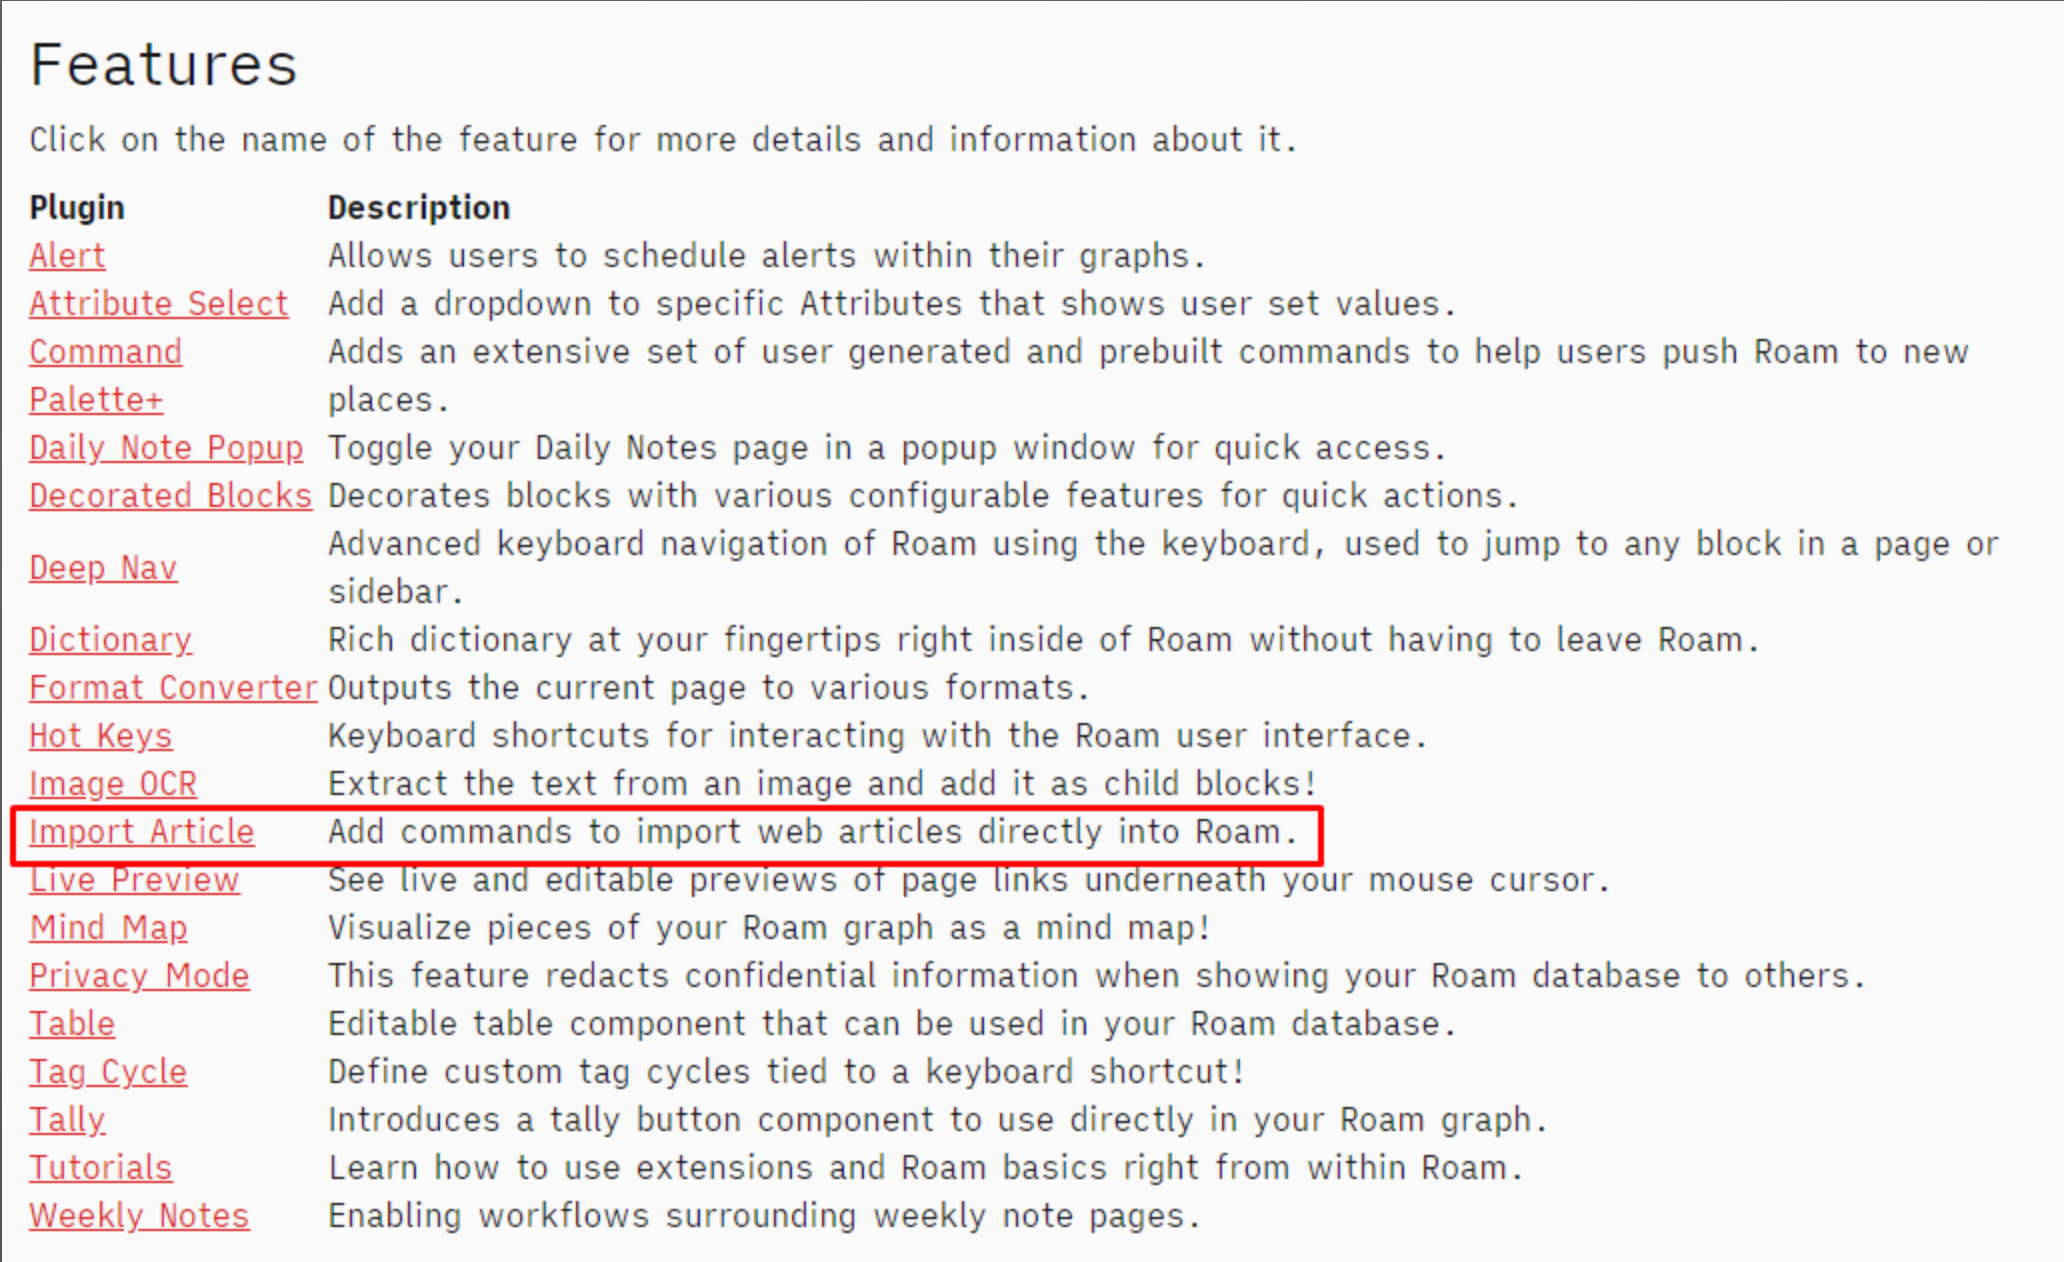 Features
Click on the name of the feature for more details and information about it.
Plugin Description
Alert Allows users to schedule alerts within their graphs.
Attribute Select Add a dropdown to specific Attributes that shows user set values.
Command Adds an extensive set of user generated and prebuilt commands to help users push Roam to new
Palette+ places.
Daily Note Popup Toggle your Daily Notes page in a popup window for quick access.
Decorated Blocks Decorates blocks with various configurable features for quick actions.
Deep Nav Advanced keyboard navigation of Roam using the keyboard, used to jump to any block in a page or
sidebar.
Dictionary Rich dictionary at your fingertips right inside of Roam without having to leave Roam.
Format Converter Outputs the current page to various formats.
Hot Keys Keyboard shortcuts for interacting with the Roam user interface.
Image OCR Extract the text from an image and add it as child blocks!
Import Article Add commands to import web articles directly into Roam.
Live Preview See live and editable previews of page links underneath your mouse cursor.
Mind Map Visualize pieces of your Roam graph as a mind map!
Privacy Mode This feature redacts confidential information when showing your Roam database to others.
Table Editable table component that can be used in your Roam database.
Tag Cycle Define custom tag cycles tied to a keyboard shortcut!
Tally Introduces a tally button component to use directly in your Roam graph.
Tutorials Learn how to use extensions and Roam basics right from within Roam.
Weekly Notes Enabling workflows surrounding weekly note pages.